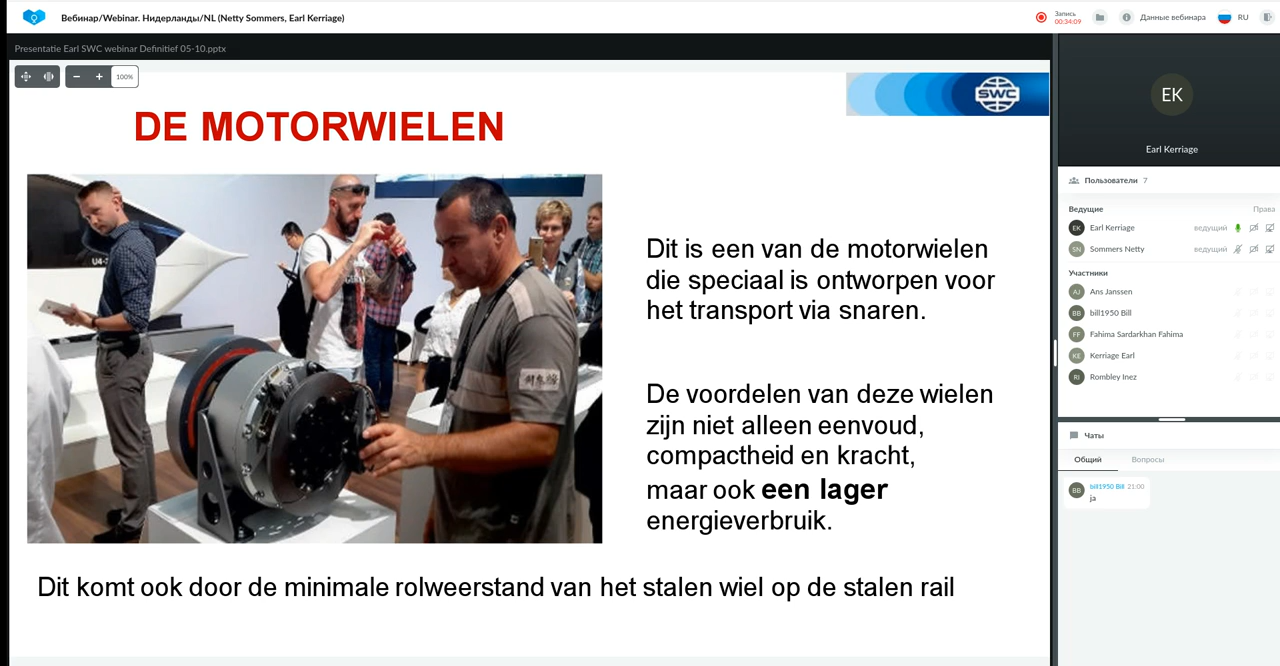 Вебинар/Webinar. Нидерланды/NL (Netty Sommers, Earl Kerriage)
Запись
00:34:09
Данные вебинара
RU
Presentatie Earl SWC webinar Definitief 05-10.pptx
100%
SWC
DE MOTORWIELEN
U4-
Dit is een van de motorwielen
die speciaal is ontworpen voor
het transport via snaren.
De voordelen van deze wielen
zijn niet alleen eenvoud,
compactheid en kracht,
maar ook een lager
energieverbruik.
Dit komt ook door de minimale rolweerstand van het stalen wiel op de stalen rail
EK
Earl Kerriage
Пользователи 7
Ведущие Права
EK Earl Kerriage ведущий
SN Sommers Netty ведущий
Участники
AJ Ans Janssen
BB bill1950 Bill
FF Fahima Sardarkhan Fahima
KE Kerriage Earl
RI Rombley Inez
Чаты
Общий Вопросы
BB bill1950 Bill 21:00
ja